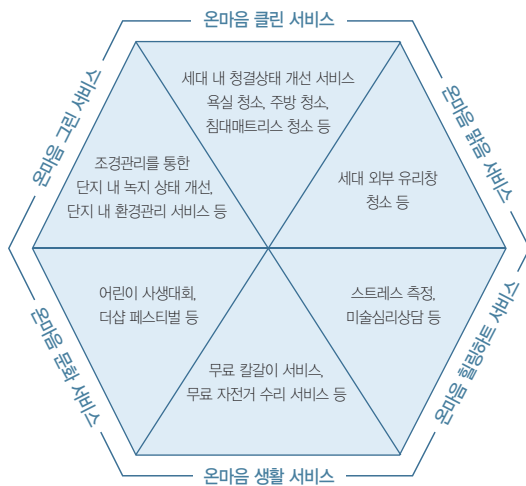 온마음 클린 서비스
세대 내 청결상태 개선 서비스
욕실 청소, 주방 청소,
침대매트리스 청소 등
온마음 맑음 서비스
세대 외부 유리창
청소 등
온마음 힐링하트 서비스
스트레스 측정,
미술심리상담 등
온마음 생활 서비스
무료 칼갈이 서비스,
무료 자전거 수리 서비스 등
온마음 문화 서비스
어린이 사생대회,
더샵 페스티벌 등
온마음 그린 서비스
조경관리를 통한
단지 내 녹지 상태 개선,
단지 내 환경관리 서비스 등